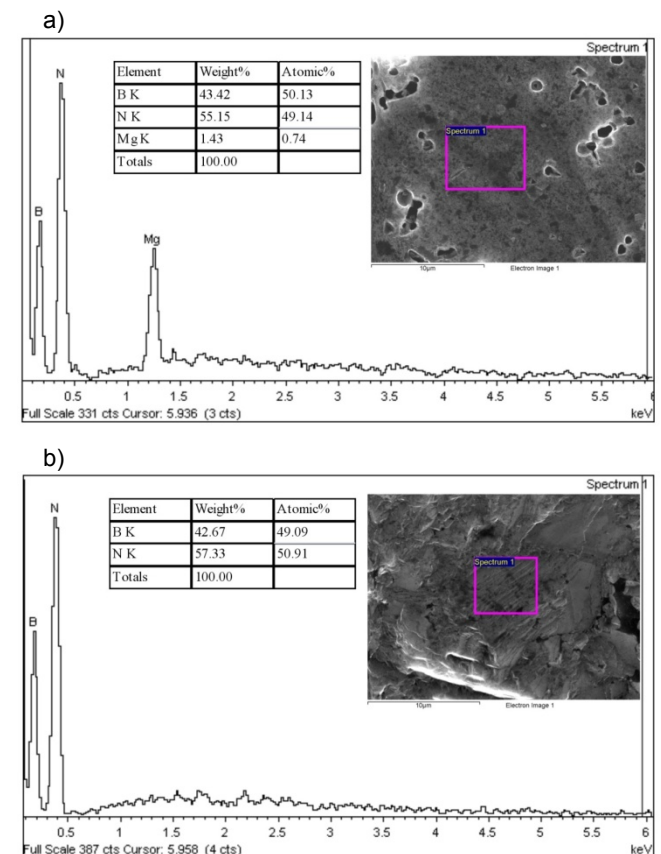 a)
Spectrum 1
N
Element Weight% Atomic%
B K 43.42 50.13
N K 55.15 49.14
Mg K 1.43 0.74
Totals 100.00
Spectrum 1
B
Mg
10µm Electron Image 1
0.5 1 1.5 2 2.5 3 3.5 4 4.5 5 5.5 6
Full Scale 331 cts Cursor: 5.936 (3 cts) keV
b)
Spectrum 1
N
Element Weight% Atomic%
B K 42.67 49.09
N K 57.33 50.91
Totals 100.00
Spectrum 1
B
10µm Electron Image 1
0.5 1 1.5 2 2.5 3 3.5 4 4.5 5 5.5 6
Full Scale 387 cts Cursor: 5.958 (4 cts) keV